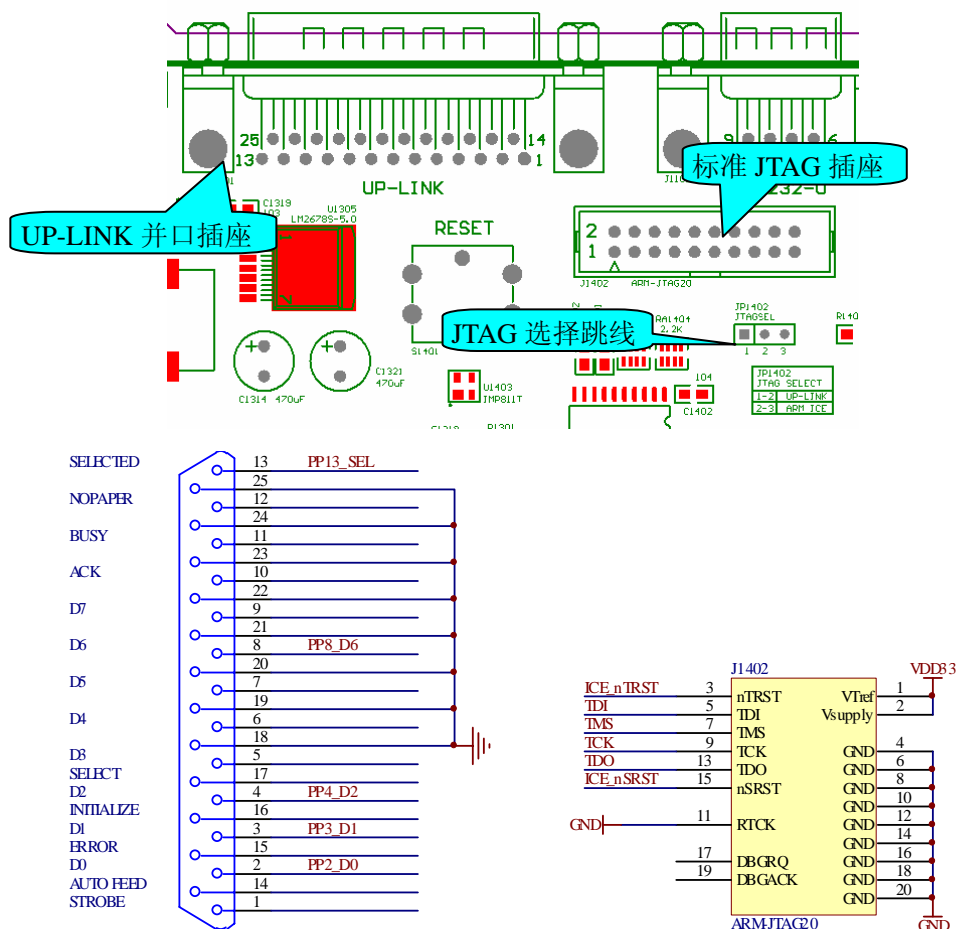 25
14
13
1
9
6
UP-LINK
标准 JTAG 插座
UP-LINK 并口插座
C1319
U1305
LM2678S-5.0
RESET
2
1
J1402
ARM-JTAG20
JTAG 选择跳线
S1401
RA1404
2.2K
JP1402
JTAGSEL
1 2 3
C1314 470uF
C1321
470uF
U1403
IMP811T
104
C1402
JP1402
JTAG SELECT
1-2 UP-LINK
2-3 ARM ICE
SELECTED 13 PP13_SEL
25
NOPAPER 12
24
BUSY 11
23
ACK 10
22
D7 9
21
D6 8 PP8_D6
20
D5 7
19
D4 6
18
D3 5
SELECT 17
D2 4 PP4_D2
INITIALIZE 16
D1 3 PP3_D1
ERROR 15
D0 2 PP2_D0
AUTO FEED 14
STROBE 1
J1402
VDD33
ICE_nTRST 3 nTRST VTref 1
TDI 5 TDI Vsupply 2
TMS 7 TMS
TCK 9 TCK GND 4
TDO 13 TDO GND 6
ICE_nSRST 15 nSRST GND 8
GND 10
GND 11 RTCK GND 12
GND 14
17 DBGRQ GND 16
19 DBGACK GND 18
GND 20
ARM-JTAG20
GND